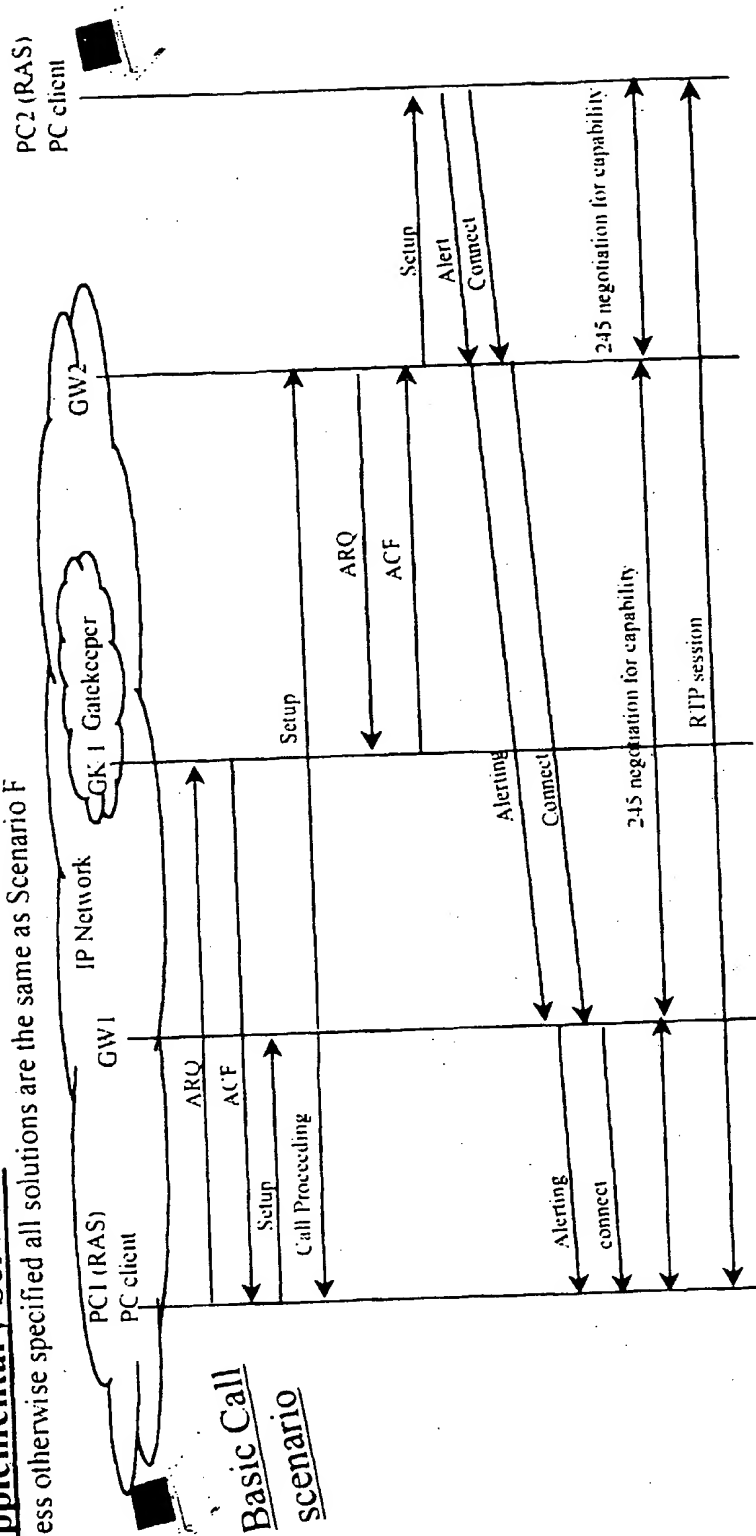 ess otherwise specified all solutions are the same as Scenario F
PC1 (RAS)
PC client
GW1
IP Network
GK 1 Gatekeeper
GW2
PC2 (RAS)
PC client
Basic Call
scenario
ARQ
ACF
Setup
Call Proceeding
Setup
ARQ
ACF
Setup
Alert
Connect
Alerting
Connect
Alerting
connect
245 negotiation for capability
245 negotiation for capability
RTP session